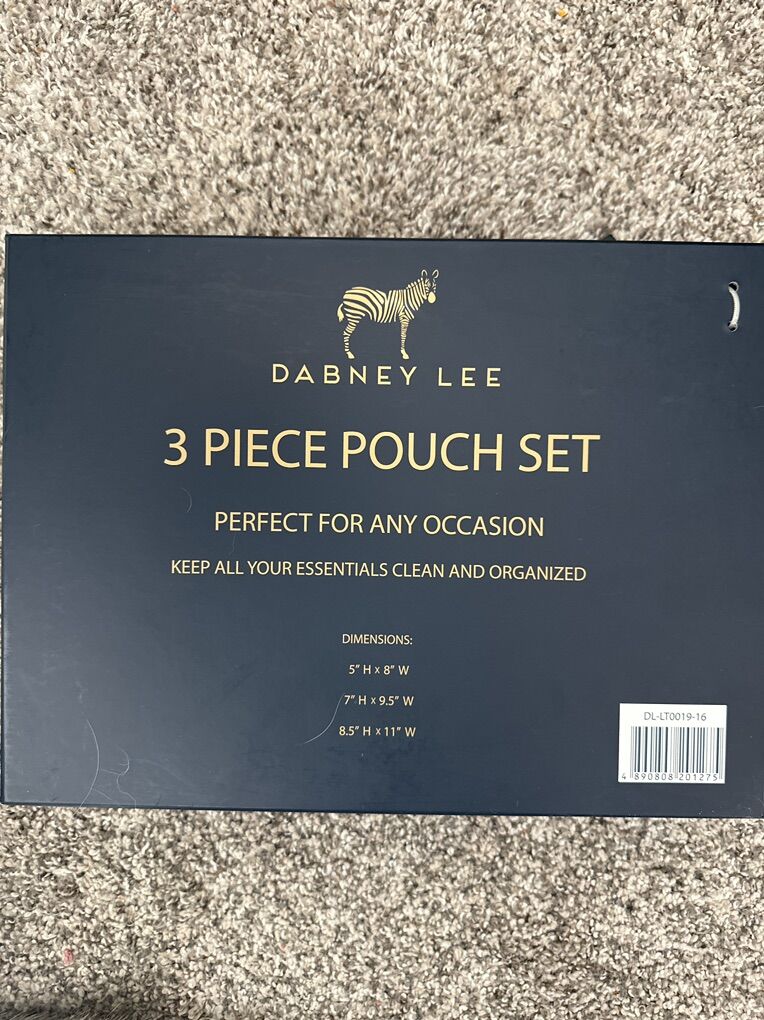 DABNEY LEE
3 PIECE POUCH SET
PERFECT FOR ANY OCCASION
KEEP ALL YOUR ESSENTIALS CLEAN AND ORGANIZED
DIMENSIONS:
5" H x 8" W
7" H x 9.5" W
8.5" H x 11" W
DL-LT0019-16
4 890808 201275